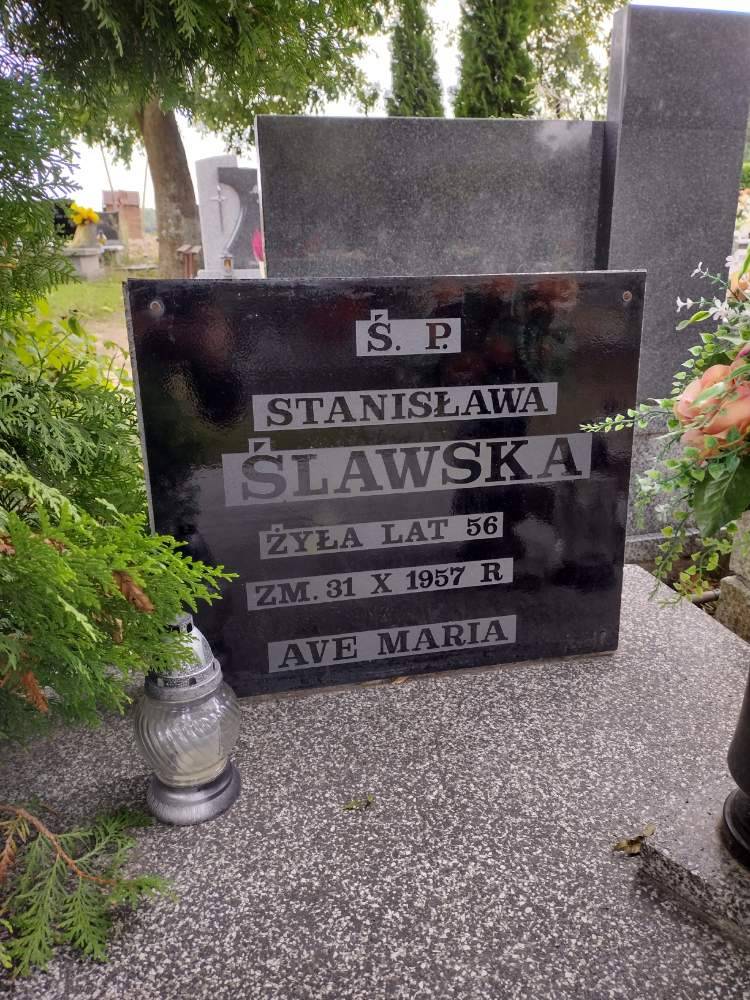 Ś. P.
STANISŁAWA
ŚLAWSKA
ŻYŁA LAT 56
ZM. 31 X 1957 R
AVE MARIA